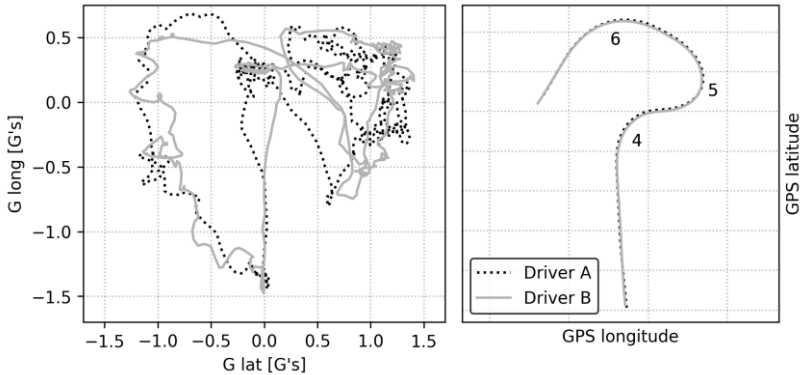 0.5
0.0
−0.5
−1.0
−1.5
G long [G's]
−1.5 −1.0 −0.5 0.0 0.5 1.0 1.5
G lat [G's]
6
5
4
Driver A
Driver B
GPS longitude
GPS latitude